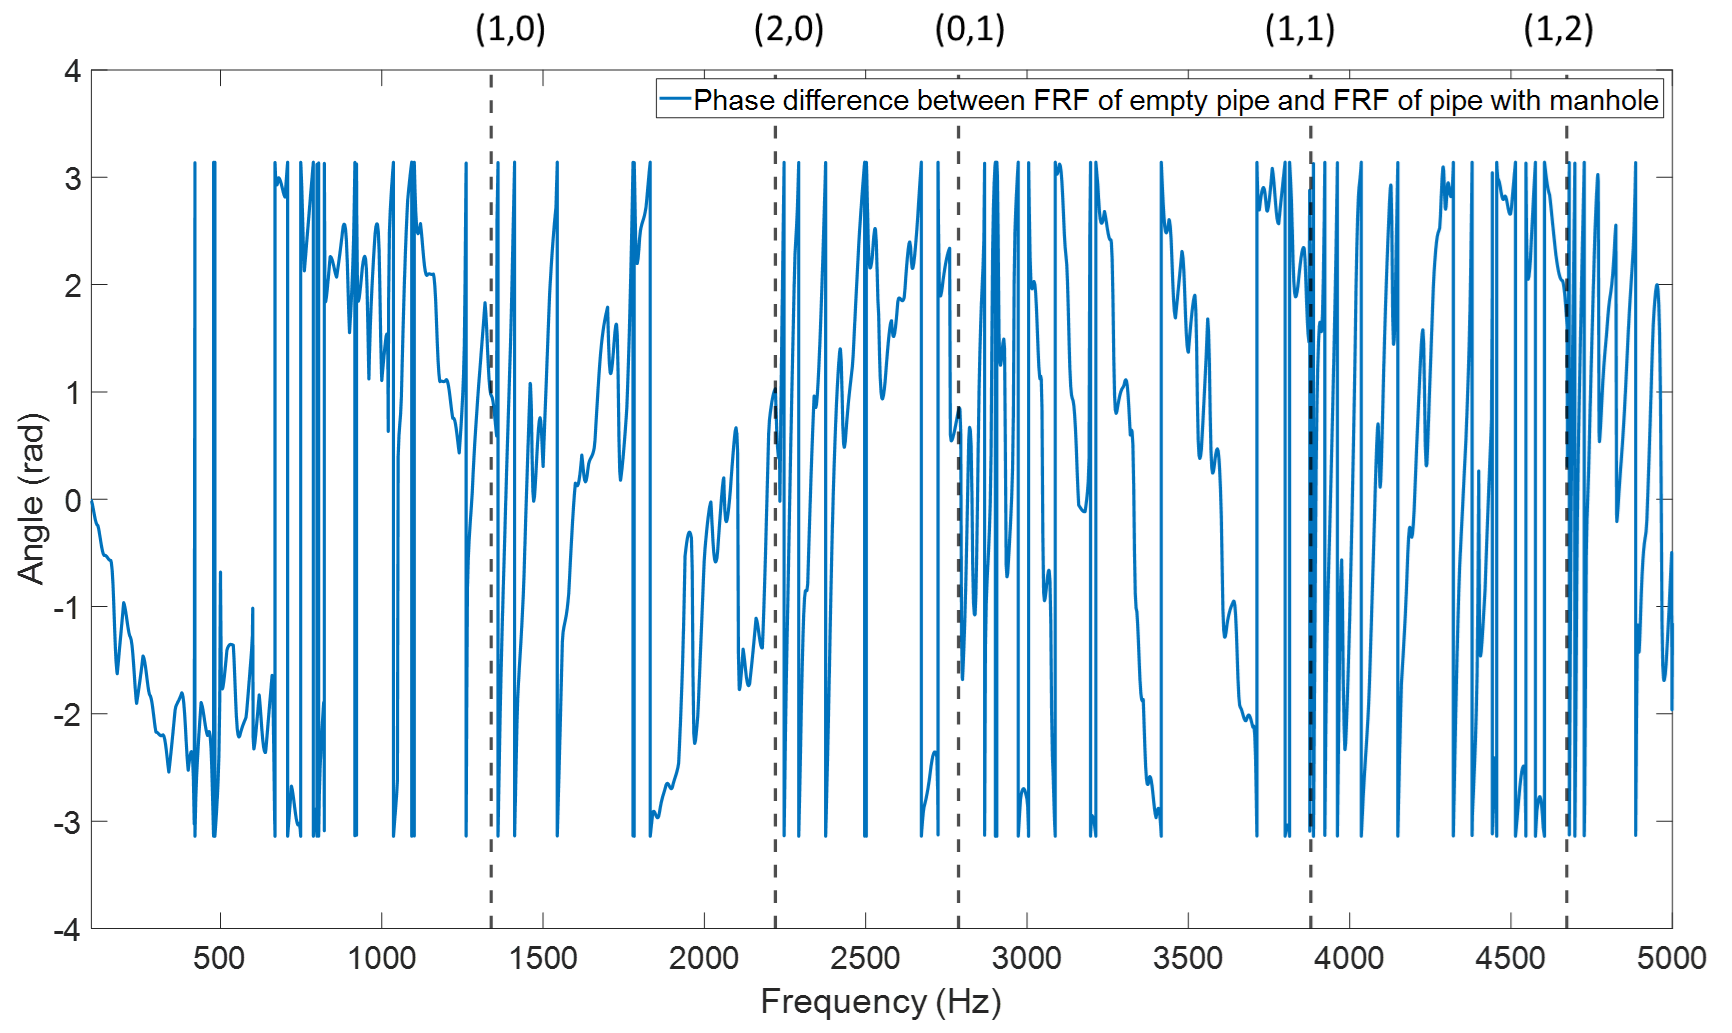 (1,0) (2,0) (0,1) (1,1) (1,2)
Phase difference between FRF of empty pipe and FRF of pipe with manhole
4
3
2
1
0
-1
-2
-3
-4
Angle (rad)
500 1000 1500 2000 2500 3000 3500 4000 4500 5000
Frequency (Hz)